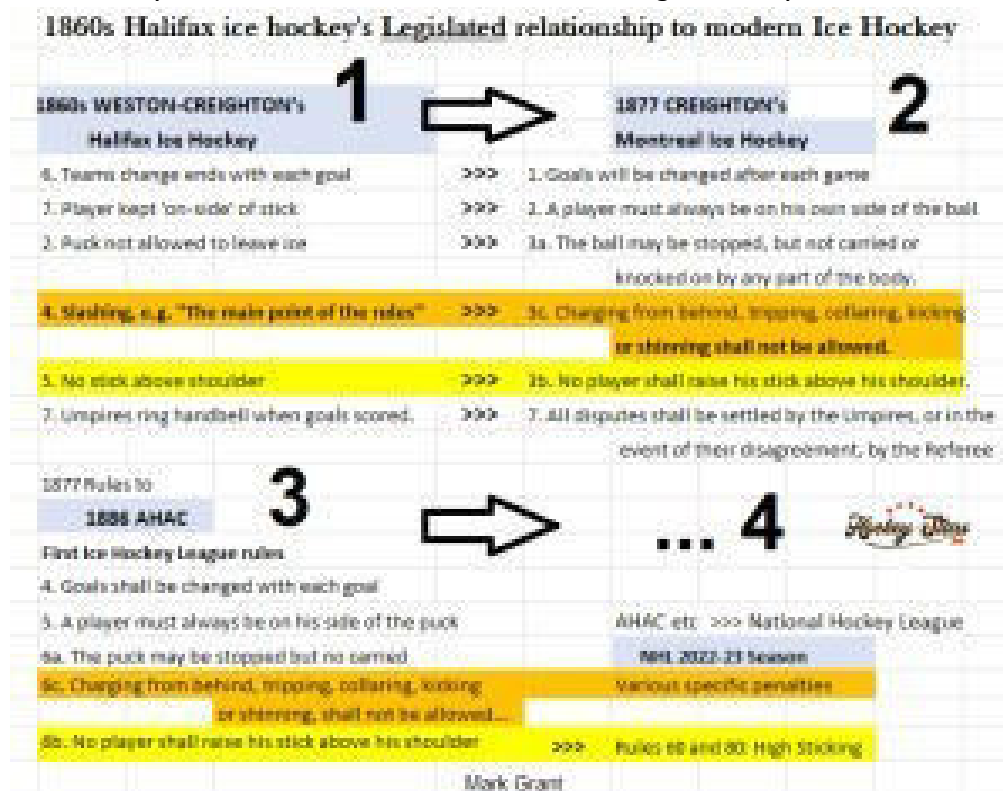 1860s Halifax ice hockey's Legislated relationship to modern Ice Hockey
1
2
1860s WESTON-CREIGHTON's
Halifax Ice Hockey
1877 CREIGHTON's
Montreal Ice Hockey
6. Teams change ends with each goal >>> 1. Goals will be changed after each game
7. Player kept 'on-side' of stick >>> 2. A player must always be on his own side of the ball
2. Puck not allowed to leave ice >>> 3a. The ball may be stopped, but not carried or
knocked on by any part of the body.
4. Slashing, e.g. "The main point of the rules" >>> 3c. Charging from behind, tripping, collaring, kicking
or shinning shall not be allowed.
5. No stick above shoulder >>> 3b. No player shall raise his stick above his shoulder.
7. Umpires ring handbell when goals scored. >>> 7. All disputes shall be settled by the Umpires, or in the
event of their disagreement, by the Referee
1877 Rules to
3
1886 AHAC
... 4
Hockey Stars
First Ice Hockey League rules
4. Goals shall be changed with each goal
5. A player must always be on his side of the puck
AHAC etc >>> National Hockey League
6a. The puck may be stopped but no carried
NHL 2022-23 Season
6c. Charging from behind, tripping, collaring, kicking
Various specific penalties
or shinning, shall not be allowed...
6b. No player shall raise his stick above his shoulder >>> Rules 60 and 80: High Sticking
Mark Grant